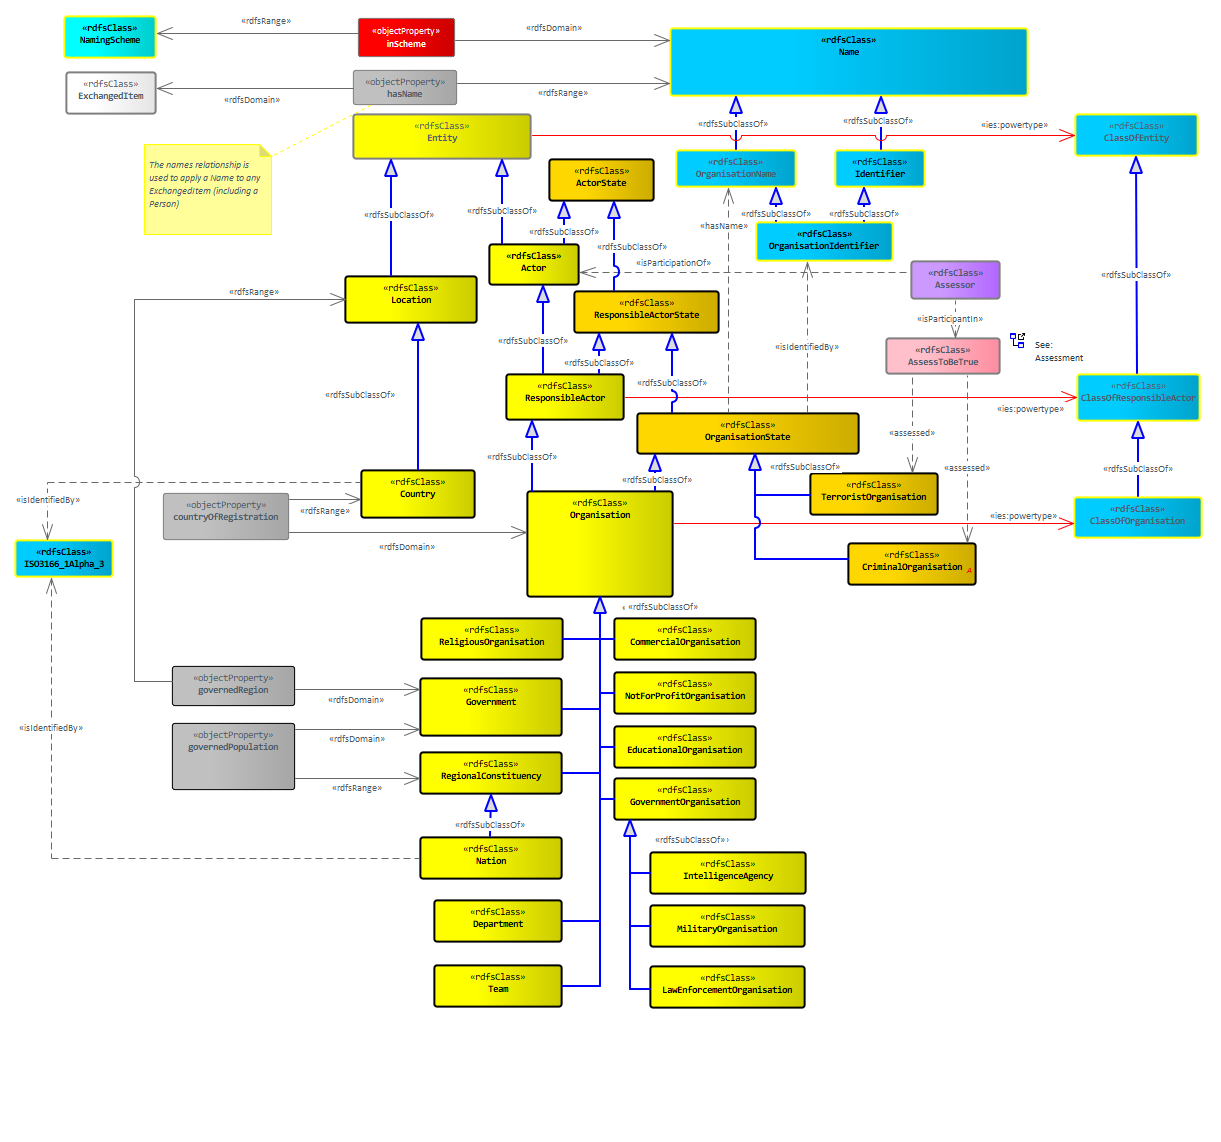 «rdfsClass»
NamingScheme
«rdfsRange»
«objectProperty»
inScheme
«rdfsDomain»
«rdfsClass»
Name
«rdfsClass»
ExchangedItem
«rdfsDomain»
«objectProperty»
hasName
«rdfsRange»
«rdfsClass»
Entity
«rdfsSubClassOf»
«rdfsSubClassOf»
«ies:powertype»
«rdfsClass»
ClassOfEntity
The names relationship is
used to apply a Name to any
ExchangedItem (including a
Person)
«rdfsClass»
ActorState
«rdfsClass»
OrganisationName
«rdfsClass»
Identifier
«rdfsSubClassOf»
«rdfsSubClassOf»
«rdfsSubClassOf»
«rdfsSubClassOf»
«rdfsSubClassOf»
«rdfsSubClassOf»
«hasName»
«rdfsClass»
OrganisationIdentifier
«rdfsClass»
Actor
«isParticipationOf»
«rdfsClass»
Assessor
«rdfsSubClassOf»
«rdfsRange»
«rdfsClass»
Location
«rdfsClass»
ResponsibleActorState
«isParticipantIn»
«rdfsSubClassOf»
«rdfsSubClassOf»
«isIdentifiedBy»
«rdfsClass»
AssessToBeTrue
See:
Assessment
«rdfsSubClassOf»
«rdfsSubClassOf»
«rdfsClass»
ResponsibleActor
«ies:powertype»
«rdfsClass»
ClassOfResponsibleActor
«rdfsClass»
OrganisationState
«assessed»
«assessed»
«rdfsSubClassOf»
«rdfsSubClassOf»
«rdfsSubClassOf»
«rdfsSubClassOf»
«isIdentifiedBy»
«objectProperty»
countryOfRegistration
«rdfsRange»
«rdfsClass»
Country
«rdfsDomain»
«rdfsClass»
Organisation
«rdfsClass»
TerroristOrganisation
«ies:powertype»
«rdfsClass»
ClassOfOrganisation
«rdfsClass»
ISO3166_1Alpha_3
«rdfsClass»
CriminalOrganisation
A
«rdfsSubClassOf»
«rdfsClass»
ReligiousOrganisation
«rdfsClass»
CommercialOrganisation
«objectProperty»
governedRegion
«rdfsDomain»
«rdfsClass»
Government
«rdfsClass»
NotForProfitOrganisation
«isIdentifiedBy»
«objectProperty»
governedPopulation
«rdfsDomain»
«rdfsRange»
«rdfsClass»
EducationalOrganisation
«rdfsClass»
RegionalConstituency
«rdfsClass»
GovernmentOrganisation
«rdfsSubClassOf»
«rdfsSubClassOf»
«rdfsClass»
Nation
«rdfsClass»
IntelligenceAgency
«rdfsClass»
Department
«rdfsClass»
MilitaryOrganisation
«rdfsClass»
Team
«rdfsClass»
LawEnforcementOrganisation